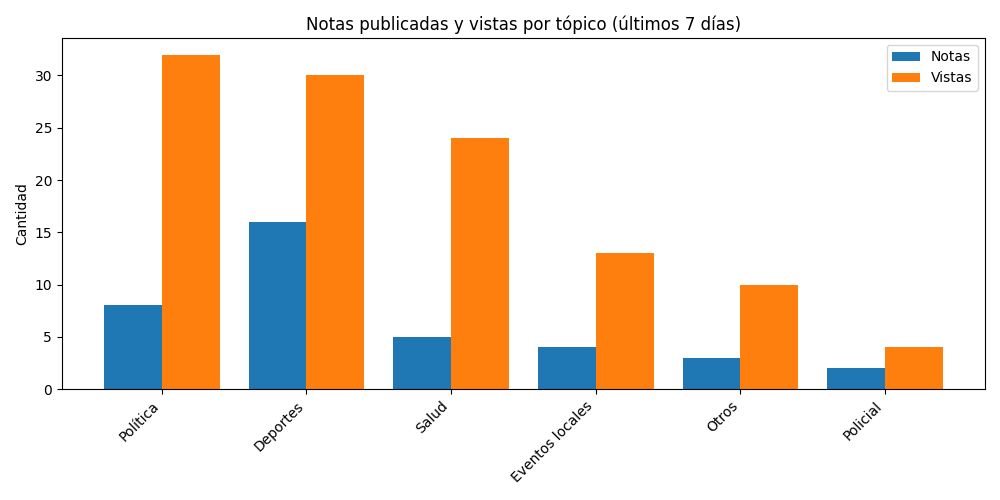 Notas publicadas y vistas por tópico (últimos 7 días)
Notas
Vistas
Cantidad
30
25
20
15
10
5
0
Política
Deportes
Salud
Eventos locales
Otros
Policial